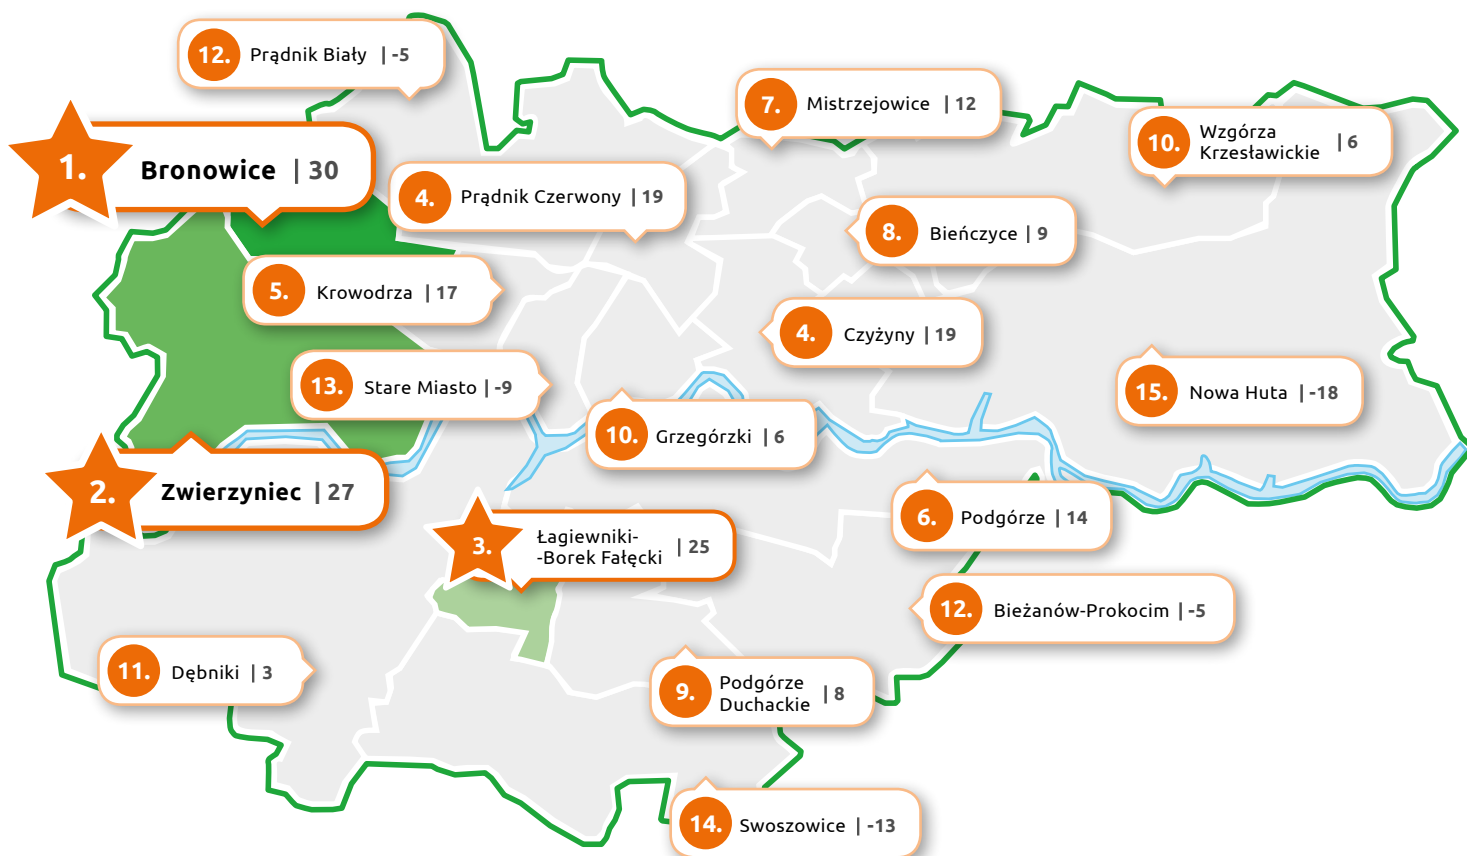 12. Prądnik Biały | -5
7. Mistrzejowice | 12
10. Wzgórza
Krzesławickie | 6
1. Bronowice | 30
4. Prądnik Czerwony | 19
8. Bieńczyce | 9
5. Krowodrza | 17
4. Czyżyny | 19
13. Stare Miasto | -9
15. Nowa Huta | -18
10. Grzegórzki | 6
2. Zwierzyniec | 27
6. Podgórze | 14
3. Łagiewniki-
-Borek Fałęcki | 25
12. Bieżanów-Prokocim | -5
11. Dębniki | 3
9. Podgórze
Duchackie | 8
14. Swoszowice | -13